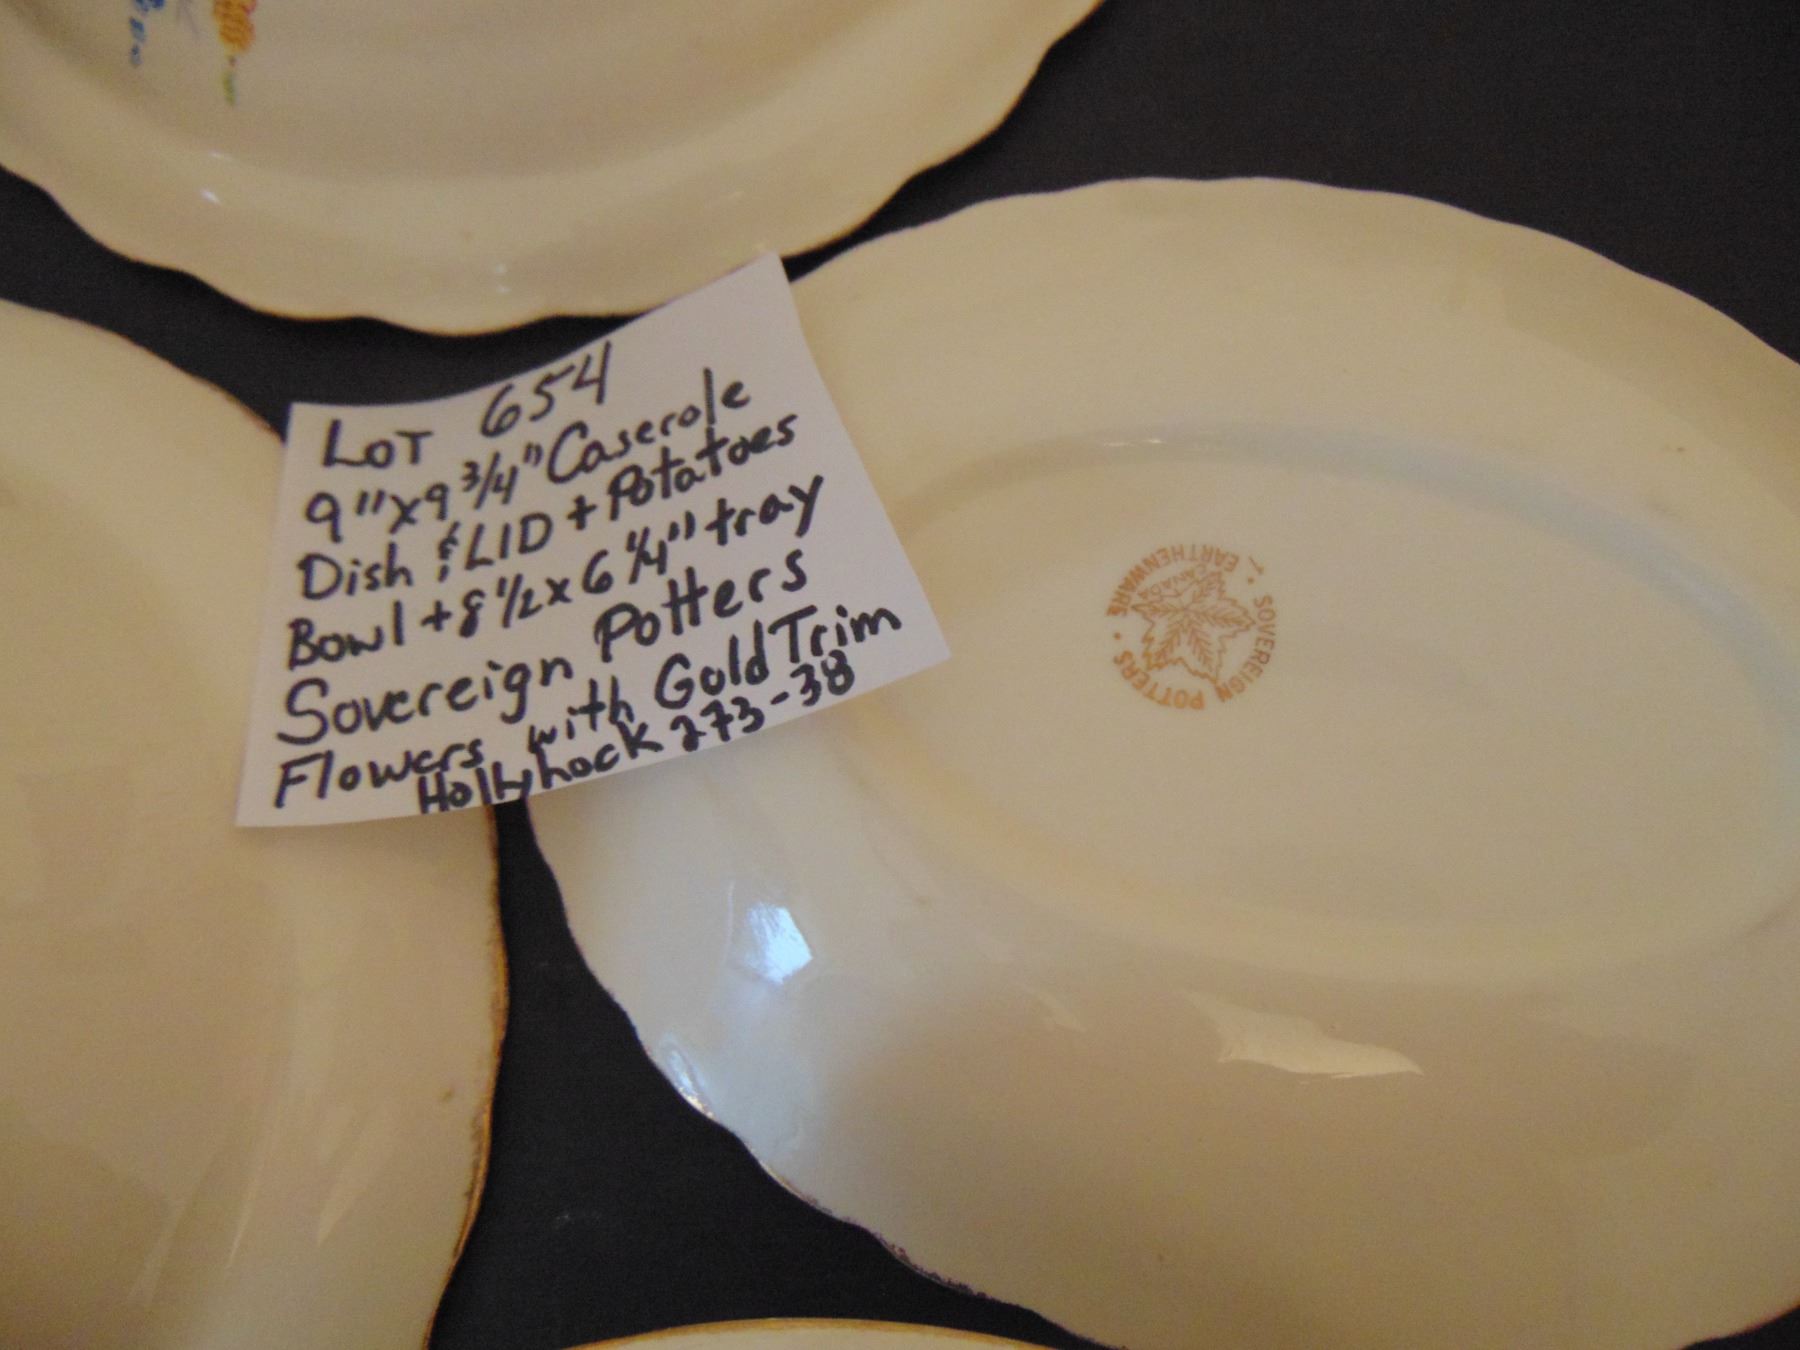 LOT 654
9"x9 3/4" Caserole
Dish & LID + Potatoes
Bowl + 8 1/2 x 6 1/4" tray
Sovereign Potters
Flowers with Gold Trim
Hollyhock 273-38
SOVEREIGN POTTERS • EARTHENWARE •
CANADA